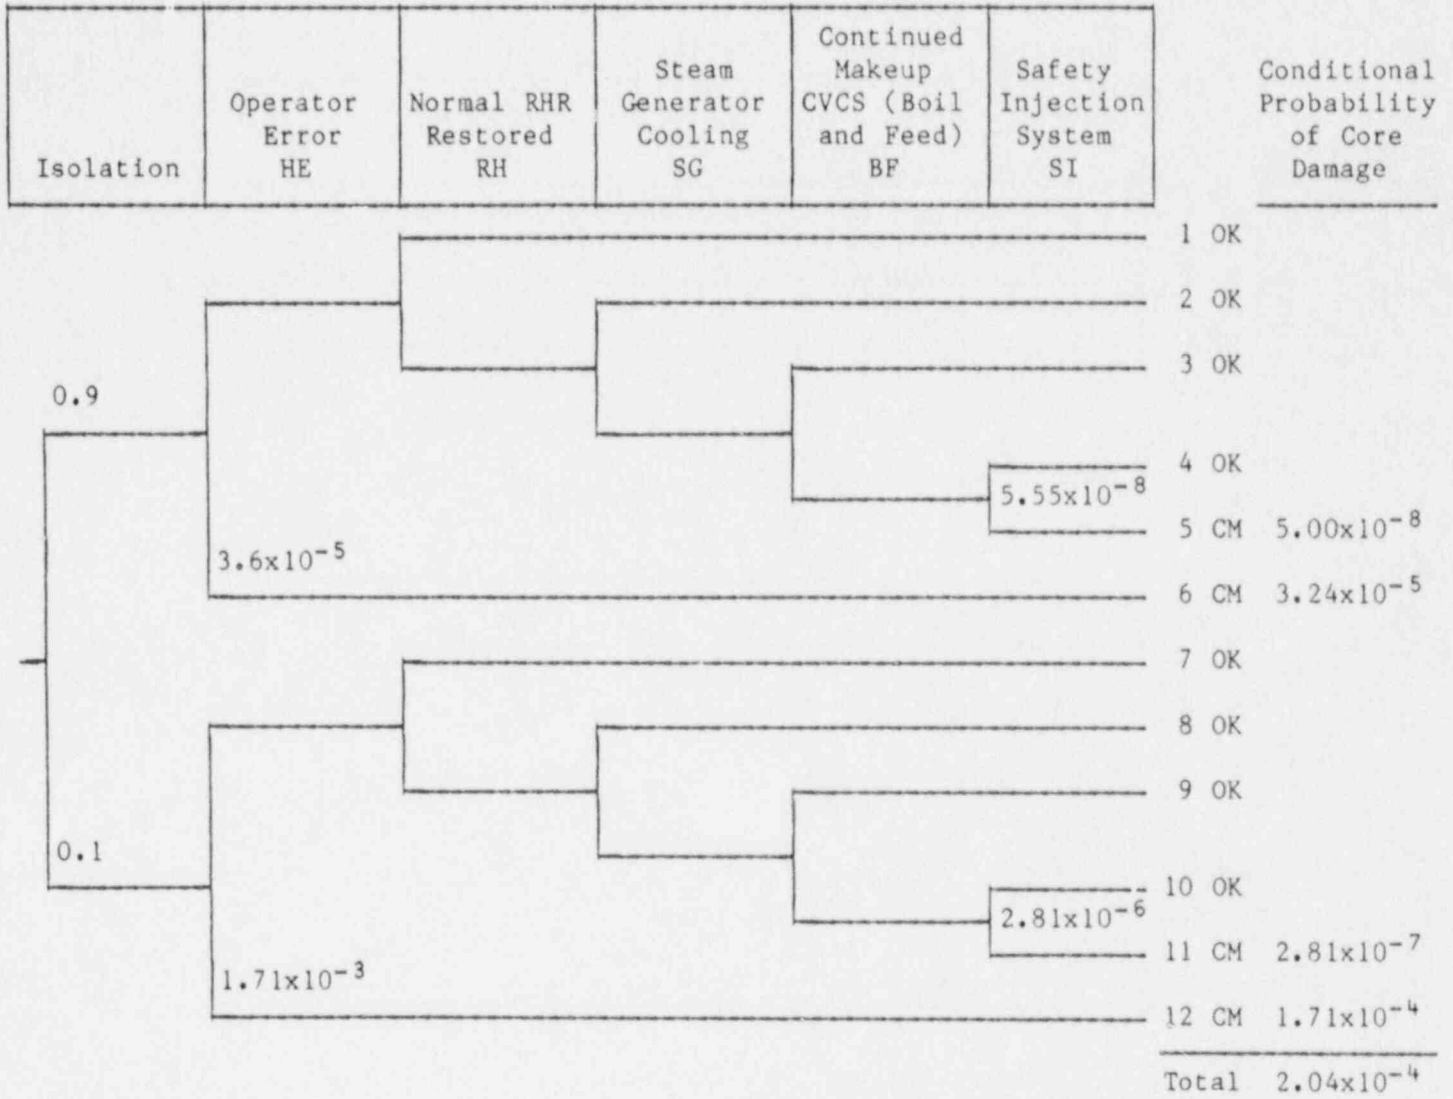 Isolation
Operator
Error
HE
Normal RHR
Restored
RH
Steam
Generator
Cooling
SG
Continued
Makeup
CVCS (Boil
and Feed)
BF
Safety
Injection
System
SI
Conditional
Probability
of Core
Damage
1 OK
2 OK
3 OK
0.9
4 OK
5.55x10⁻⁸
5 CM 5.00x10⁻⁸
3.6x10⁻⁵
6 CM 3.24x10⁻⁵
7 OK
8 OK
9 OK
0.1
10 OK
2.81x10⁻⁶
11 CM 2.81x10⁻⁷
1.71x10⁻³
12 CM 1.71x10⁻⁴
Total 2.04x10⁻⁴